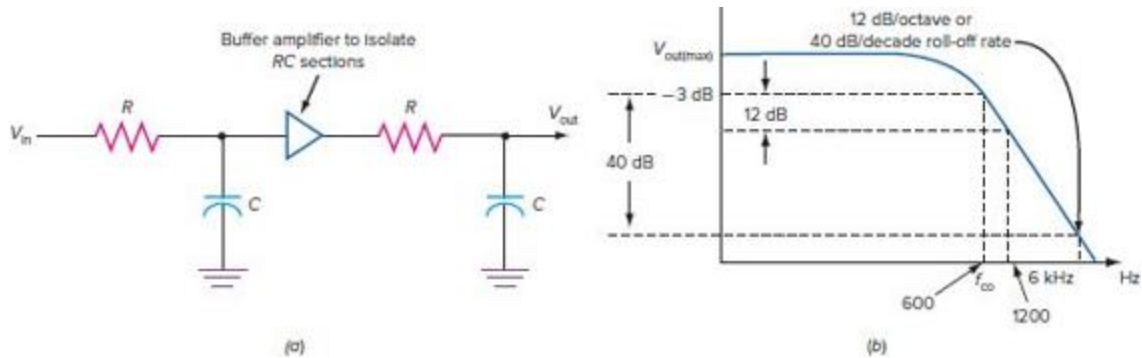 Buffer amplifier to isolate
RC sections
R
R
V_in
V_out
C
C
(a)
12 dB/octave or
40 dB/decade roll-off rate
V_out(max)
−3 dB
12 dB
40 dB
f_co
6 kHz
Hz
600
1200
(b)